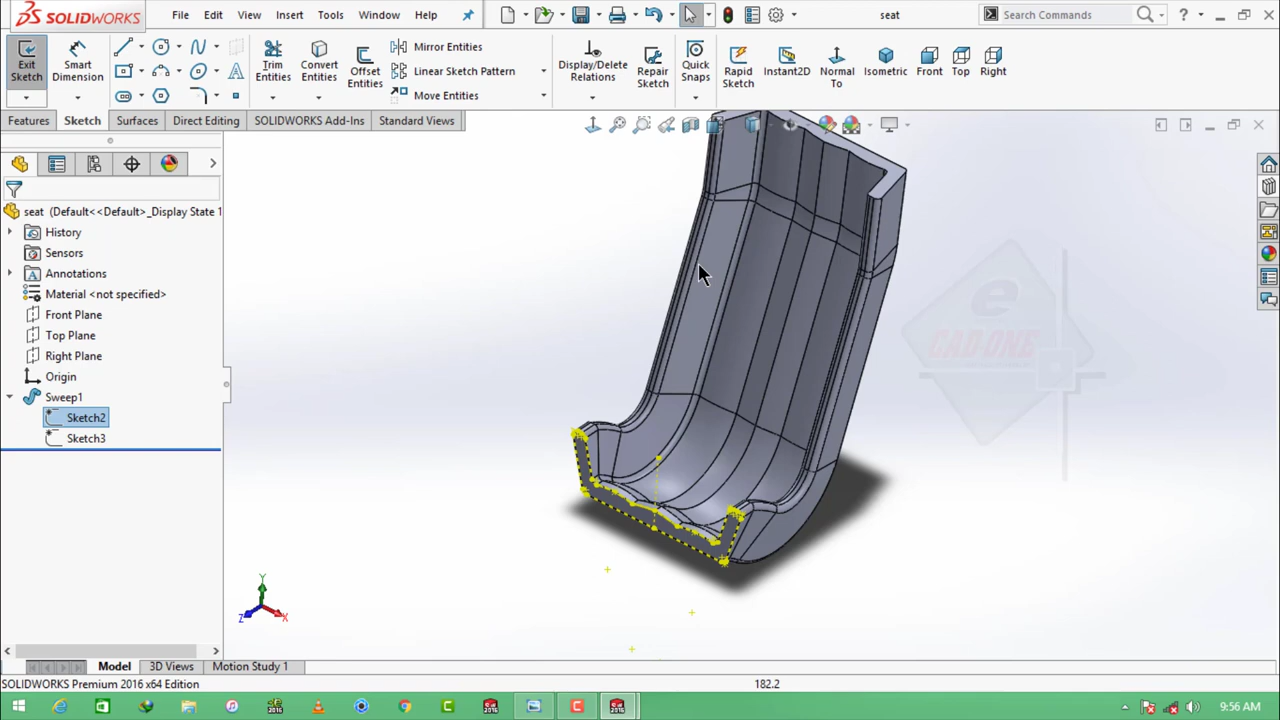 SOLIDWORKS
File
Edit
View
Insert
Tools
Window
Help
seat
Search Commands
?
Exit Sketch
Smart Dimension
Trim Entities
Convert Entities
Offset Entities
Mirror Entities
Linear Sketch Pattern
Move Entities
Display/Delete Relations
Repair Sketch
Quick Snaps
Rapid Sketch
Instant2D
Normal To
Isometric
Front
Top
Right
Features
Sketch
Surfaces
Direct Editing
SOLIDWORKS Add-Ins
Standard Views
seat (Default<<Default>_Display State 1
History
Sensors
Annotations
Material <not specified>
Front Plane
Top Plane
Right Plane
Origin
Sweep1
Sketch2
Sketch3
e
CAD ONE
Y
Z
X
Model
3D Views
Motion Study 1
SOLIDWORKS Premium 2016 x64 Edition
182.2
9:56 AM